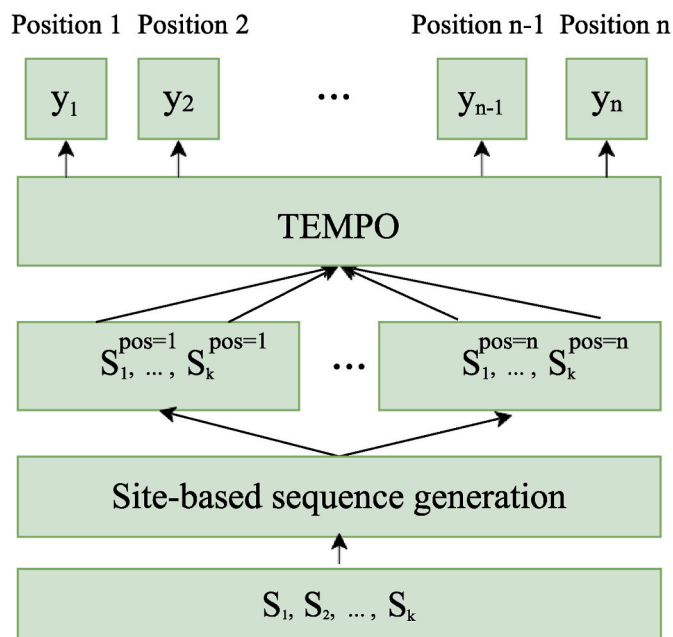 Position 1 Position 2 Position n-1 Position n
y₁ y₂ ... yₙ₋₁ yₙ
TEMPO
S₁^pos=1, ..., Sₖ^pos=1 ... S₁^pos=n, ..., Sₖ^pos=n
Site-based sequence generation
S₁, S₂, ..., Sₖ